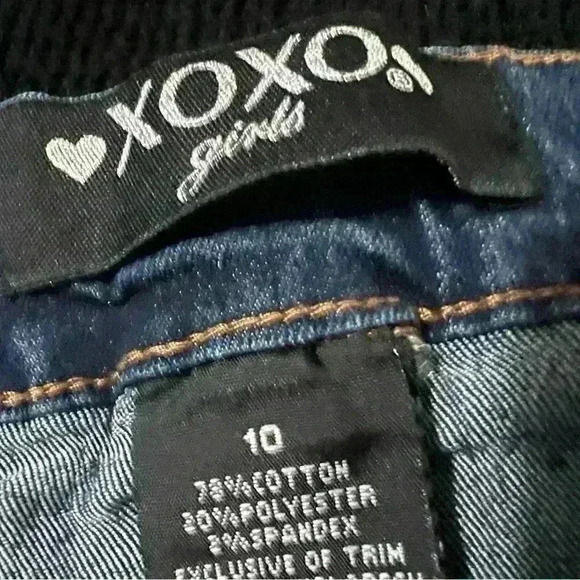 ♥XOXO®
girls
10
78%COTTON
20%POLYESTER
2%SPANDEX
EXCLUSIVE OF TRIM